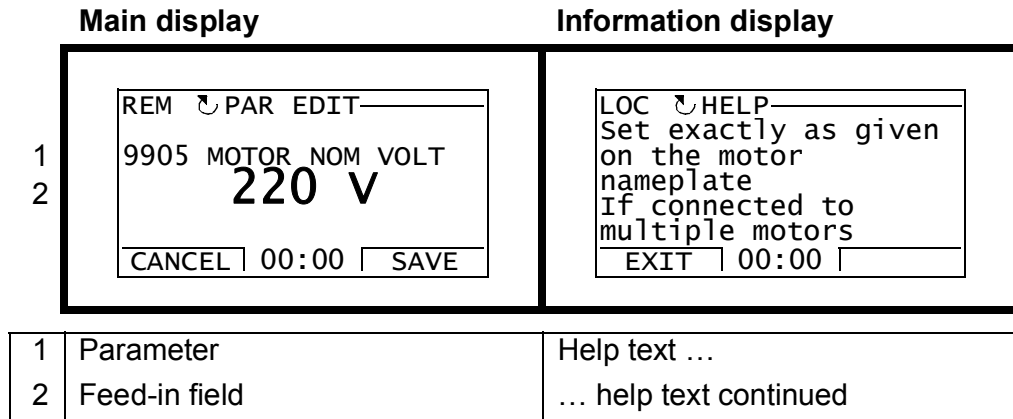 Main display Information display
REM ↻ PAR EDIT
1 9905 MOTOR NOM VOLT
2 220 V
CANCEL 00:00 SAVE
LOC ↻ HELP
Set exactly as given
on the motor
nameplate
If connected to
multiple motors
EXIT 00:00
1 Parameter Help text …
2 Feed-in field … help text continued